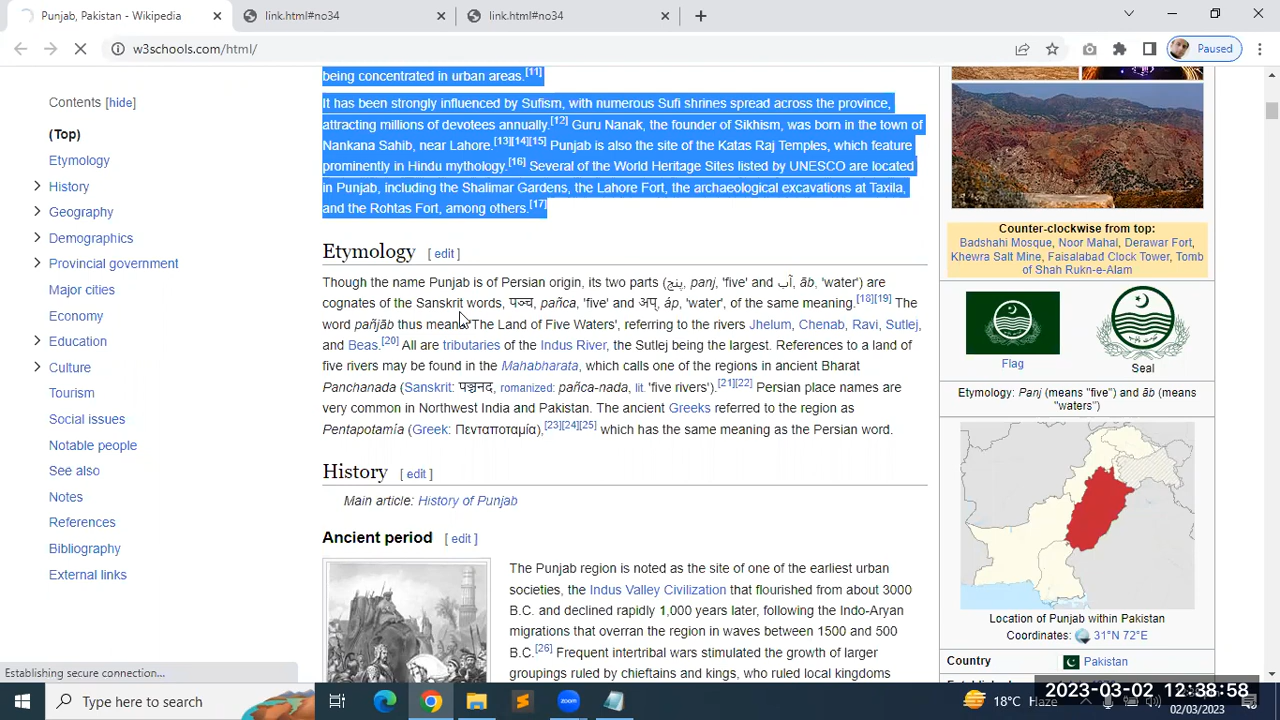 Punjab, Pakistan - Wikipedia
link.html#no34
link.html#no34
w3schools.com/html/
Paused
Contents [hide]
(Top)
Etymology
History
Geography
Demographics
Provincial government
Major cities
Economy
Education
Culture
Tourism
Social issues
Notable people
See also
Notes
References
Bibliography
External links
being concentrated in urban areas.[11]
It has been strongly influenced by Sufism, with numerous Sufi shrines spread across the province,
attracting millions of devotees annually.[12] Guru Nanak, the founder of Sikhism, was born in the town of
Nankana Sahib, near Lahore.[13][14][15] Punjab is also the site of the Katas Raj Temples, which feature
prominently in Hindu mythology.[16] Several of the World Heritage Sites listed by UNESCO are located
in Punjab, including the Shalimar Gardens, the Lahore Fort, the archaeological excavations at Taxila,
and the Rohtas Fort, among others.[17]
Etymology [ edit ]
Though the name Punjab is of Persian origin, its two parts (پنج, panj, 'five' and آب, āb, 'water') are
cognates of the Sanskrit words, पञ्च, pañca, 'five' and अप्, áp, 'water', of the same meaning.[18][19] The
word pañjāb thus means 'The Land of Five Waters', referring to the rivers Jhelum, Chenab, Ravi, Sutlej,
and Beas.[20] All are tributaries of the Indus River, the Sutlej being the largest. References to a land of
five rivers may be found in the Mahabharata, which calls one of the regions in ancient Bharat
Panchanada (Sanskrit: पञ्चनद, romanized: pañca-nada, lit. 'five rivers').[21][22] Persian place names are
very common in Northwest India and Pakistan. The ancient Greeks referred to the region as
Pentapotamía (Greek: Πενταποταμία),[23][24][25] which has the same meaning as the Persian word.
History [ edit ]
Main article: History of Punjab
Ancient period [ edit ]
The Punjab region is noted as the site of one of the earliest urban
societies, the Indus Valley Civilization that flourished from about 3000
B.C. and declined rapidly 1,000 years later, following the Indo-Aryan
migrations that overran the region in waves between 1500 and 500
B.C.[26] Frequent intertribal wars stimulated the growth of larger
groupings ruled by chieftains and kings, who ruled local kingdoms
Counter-clockwise from top:
Badshahi Mosque, Noor Mahal, Derawar Fort,
Khewra Salt Mine, Faisalabad Clock Tower, Tomb
of Shah Rukn-e-Alam
Flag
Seal
Etymology: Panj (means "five") and āb (means
"waters")
Location of Punjab within Pakistan
Coordinates: 31°N 72°E
Country Pakistan
Establishing secure connection...
Type here to search
zoom
18°C Haze
2023-03-02 12:38:58
02/03/2023